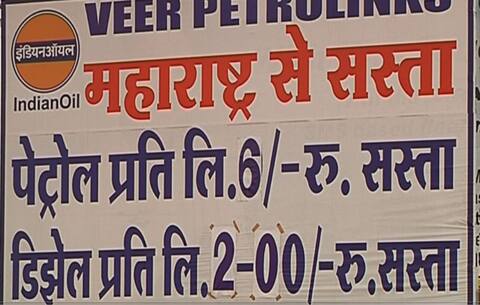 VEER PETROLINKS
इंडियनऑयल
IndianOil
महाराष्ट्र से सस्ता
पेट्रोल प्रति लि.6/-रु. सस्ता
डिझेल प्रति लि.2-00/-रु.सस्ता